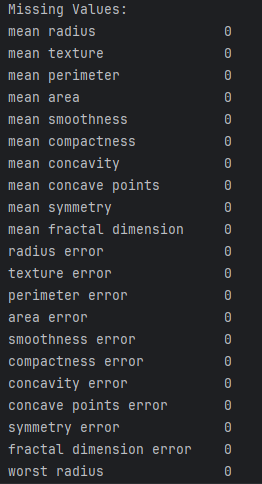 Missing Values:
mean radius 0
mean texture 0
mean perimeter 0
mean area 0
mean smoothness 0
mean compactness 0
mean concavity 0
mean concave points 0
mean symmetry 0
mean fractal dimension 0
radius error 0
texture error 0
perimeter error 0
area error 0
smoothness error 0
compactness error 0
concavity error 0
concave points error 0
symmetry error 0
fractal dimension error 0
worst radius 0